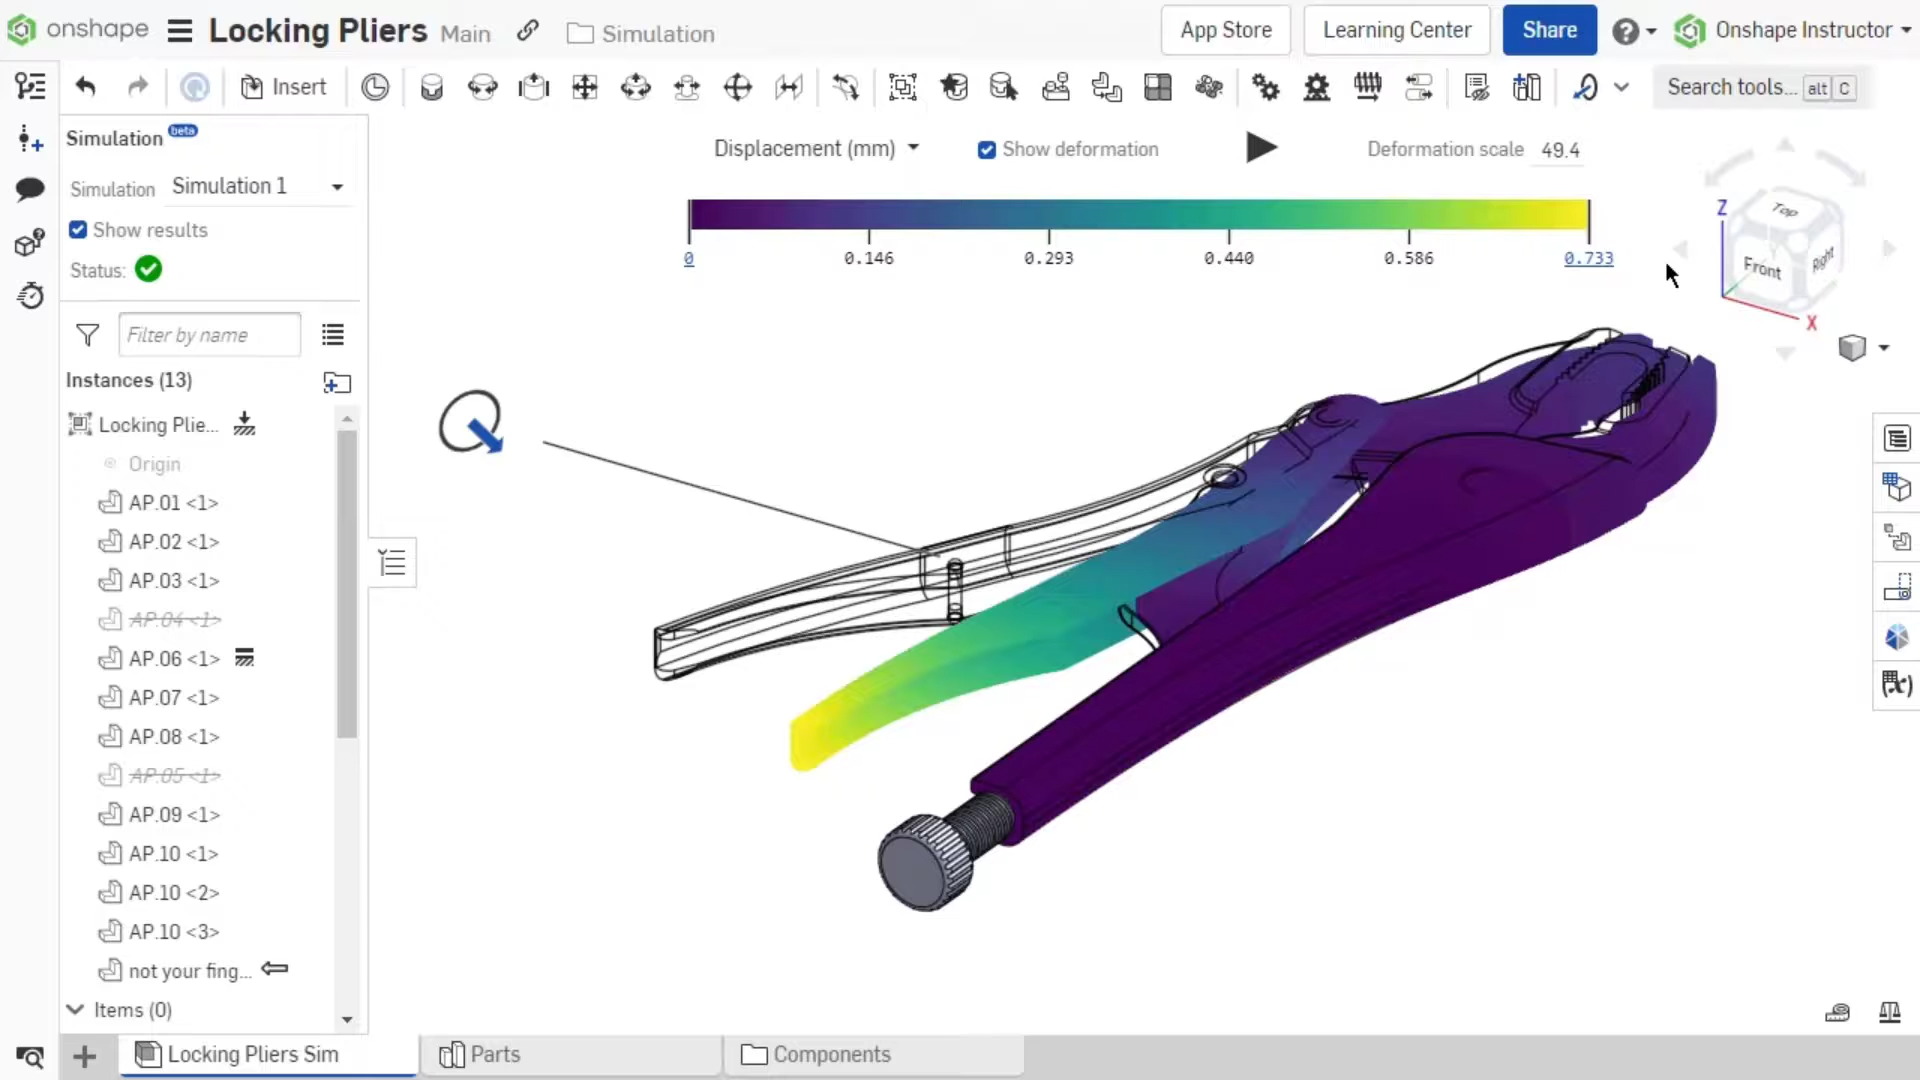 onshape Locking Pliers Main Simulation App Store Learning Center Share Onshape Instructor
Insert Search tools... alt C
Simulation beta
Displacement (mm) Show deformation Deformation scale 49.4
Simulation Simulation 1
Show results
Status:
0 0.146 0.293 0.440 0.586 0.733
Z Top Front Right X
Filter by name
Instances (13)
Locking Plie...
Origin
AP.01 <1>
AP.02 <1>
AP.03 <1>
AP.04 <1>
AP.06 <1>
AP.07 <1>
AP.08 <1>
AP.05 <1>
AP.09 <1>
AP.10 <1>
AP.10 <2>
AP.10 <3>
not your fing...
Items (0)
Locking Pliers Sim Parts Components